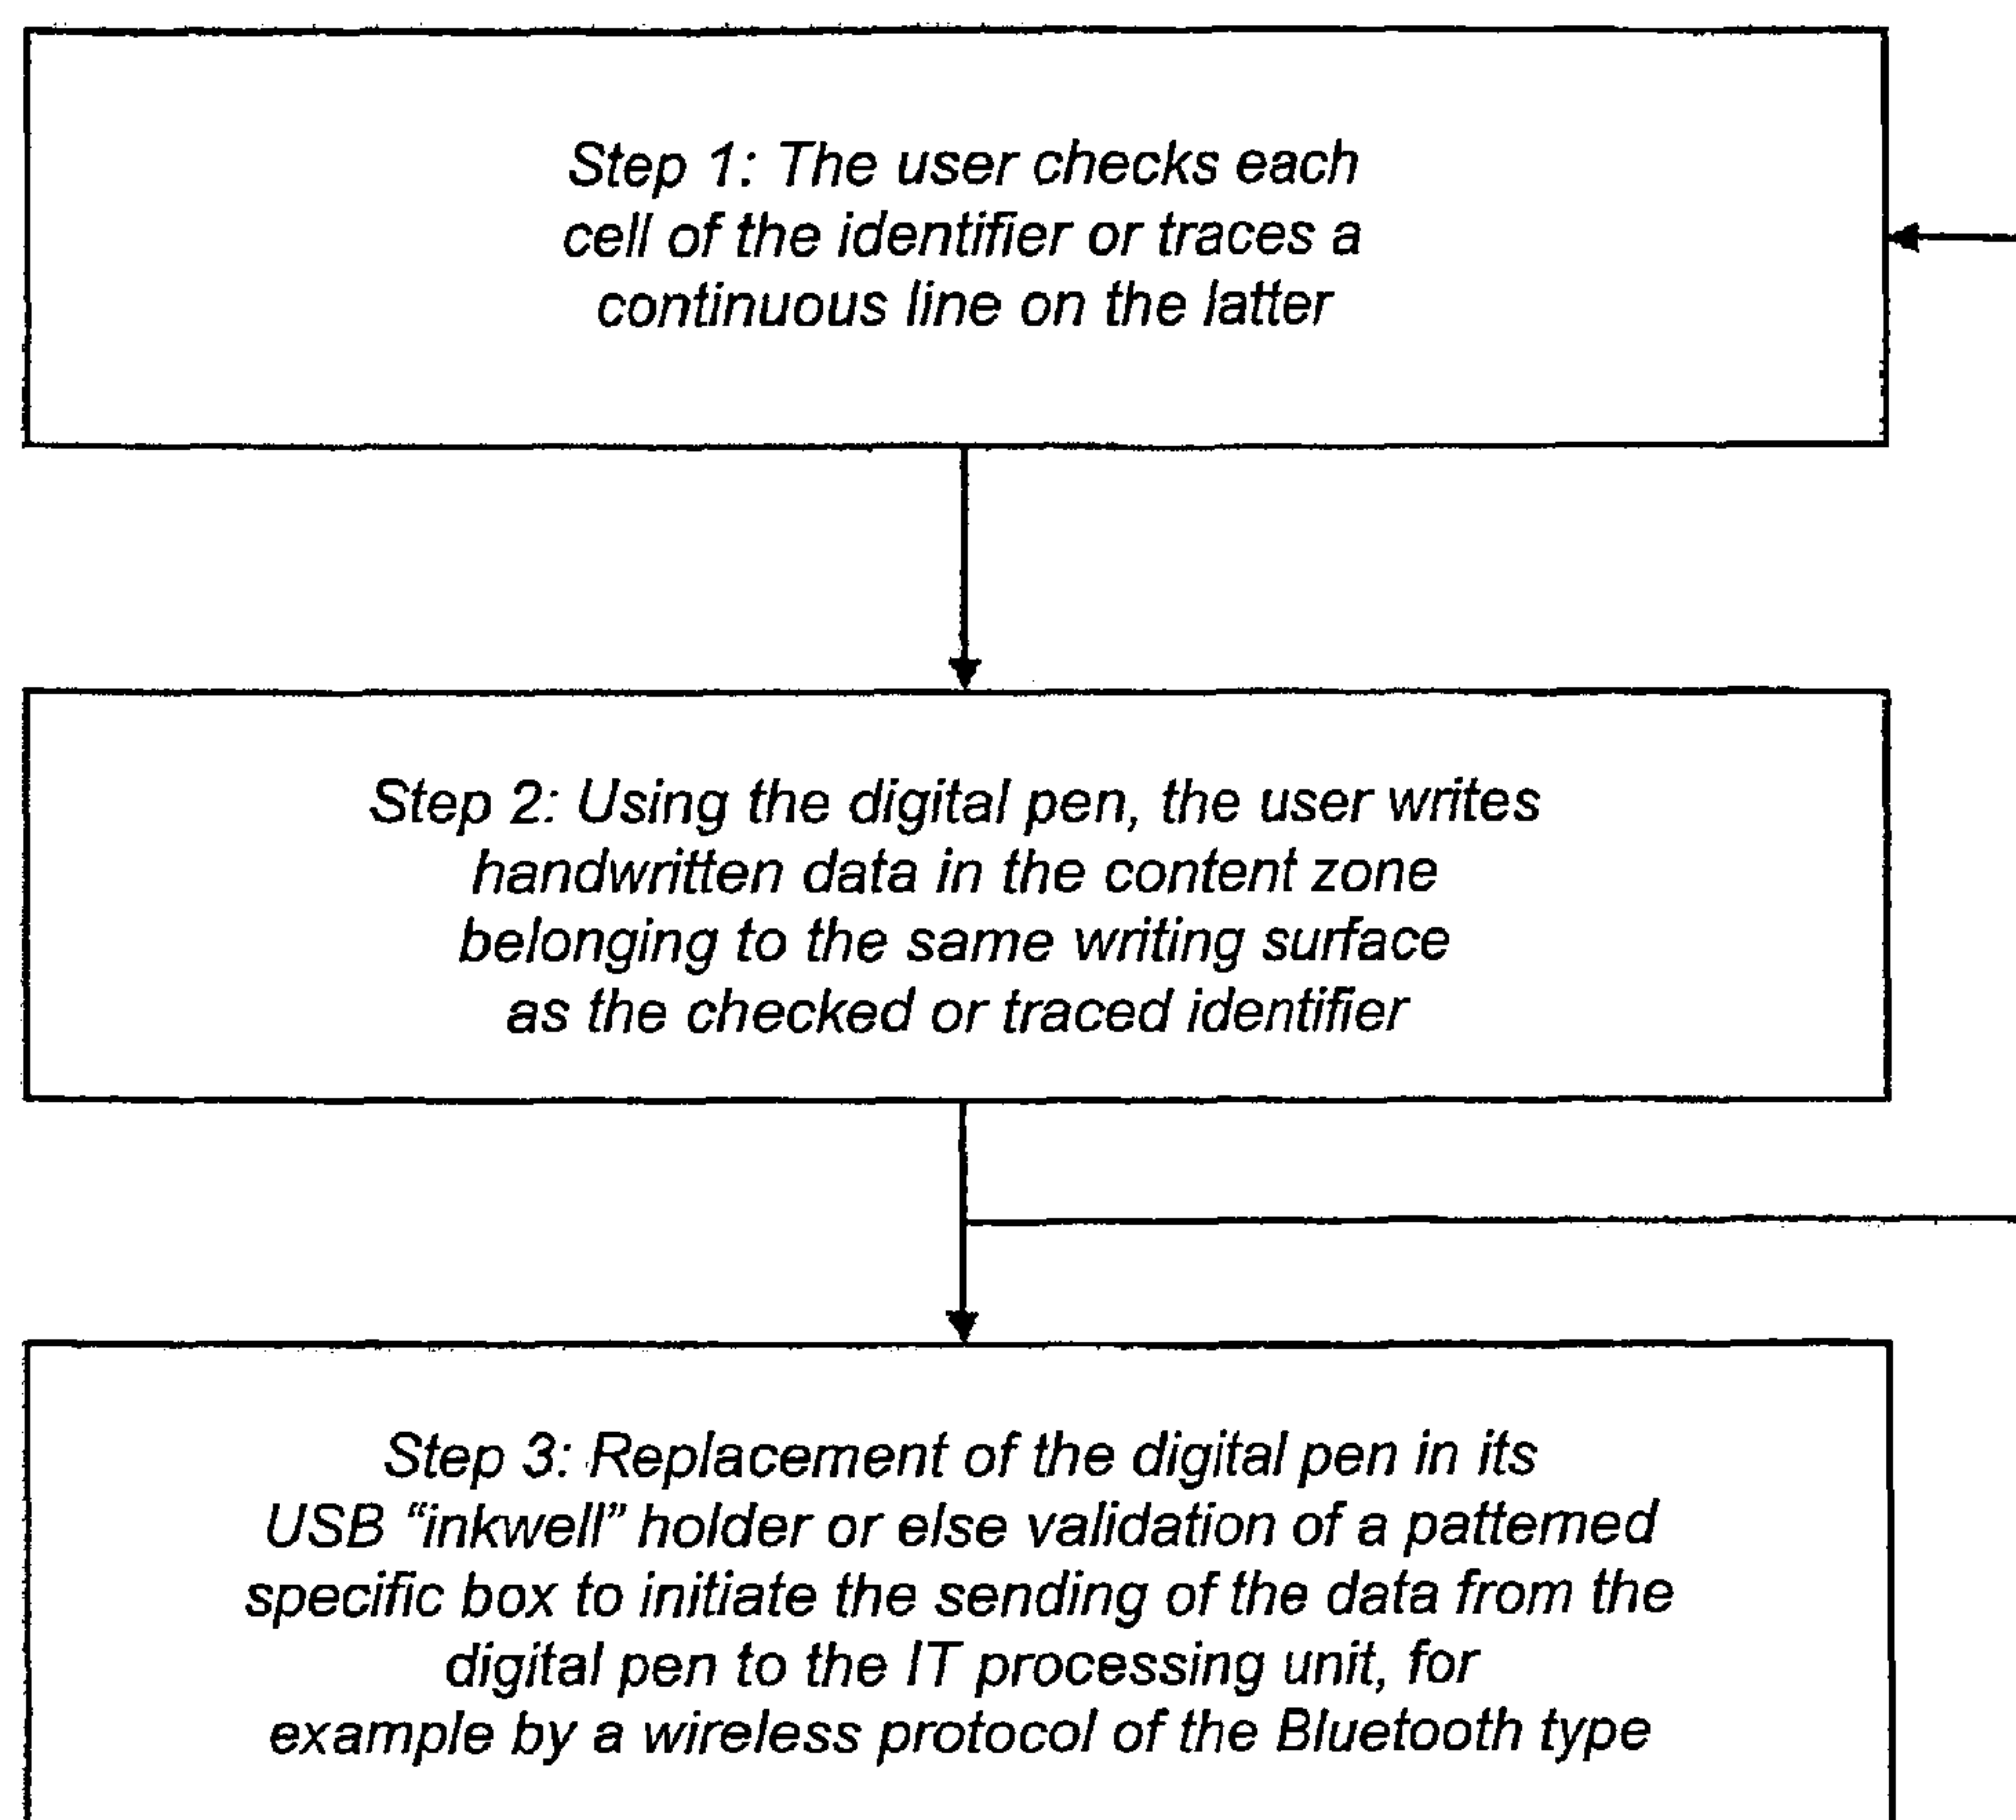 Step 1: The user checks each
cell of the identifier or traces a
continuous line on the latter
Step 2: Using the digital pen, the user writes
handwritten data in the content zone
belonging to the same writing surface
as the checked or traced identifier
Step 3: Replacement of the digital pen in its
USB “inkwell” holder or else validation of a patterned
specific box to initiate the sending of the data from the
digital pen to the IT processing unit, for
example by a wireless protocol of the Bluetooth type